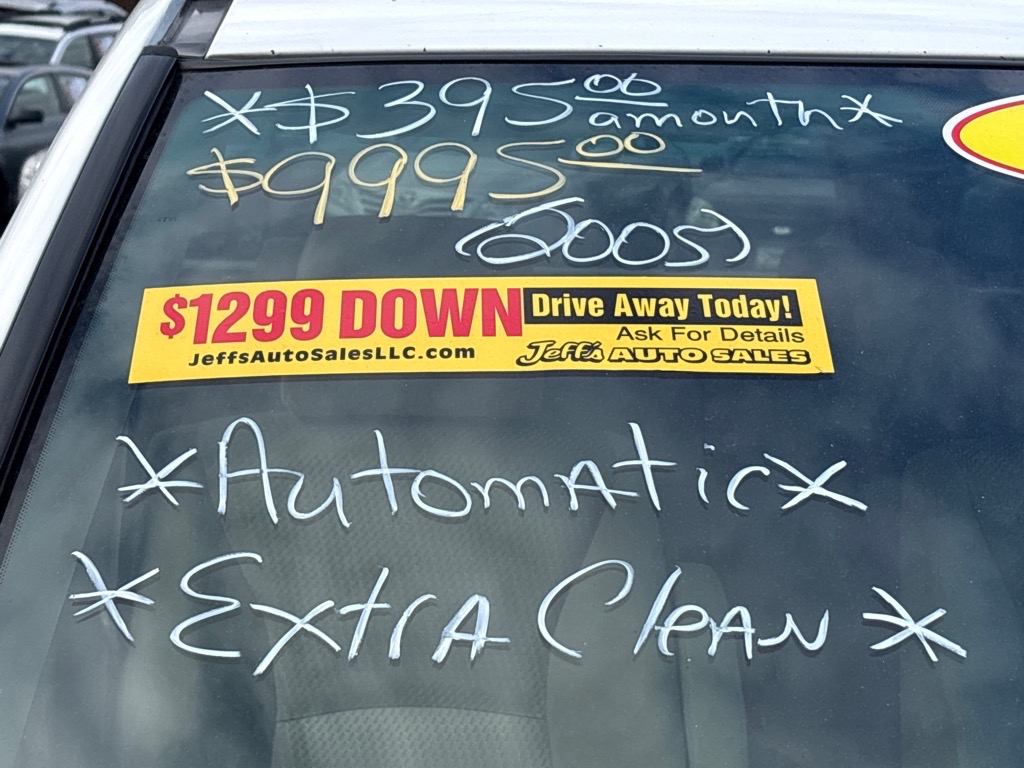 *$395.00 a month*
$9995.00
(2005)
$1299 DOWN Drive Away Today!
Ask For Details
JeffsAutoSalesLLC.com Jeff's AUTO SALES
*Automatic*
*Extra Clean*